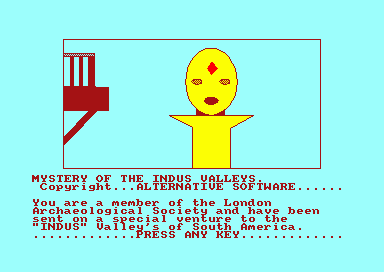 MYSTERY OF THE INDUS VALLEYS.
Copyright...ALTERNATIVE SOFTWARE......
You are a member of the London
Archaeological Society and have been
sent on a special venture to the
"INDUS" Valley's of South America.
.............PRESS ANY KEY.............